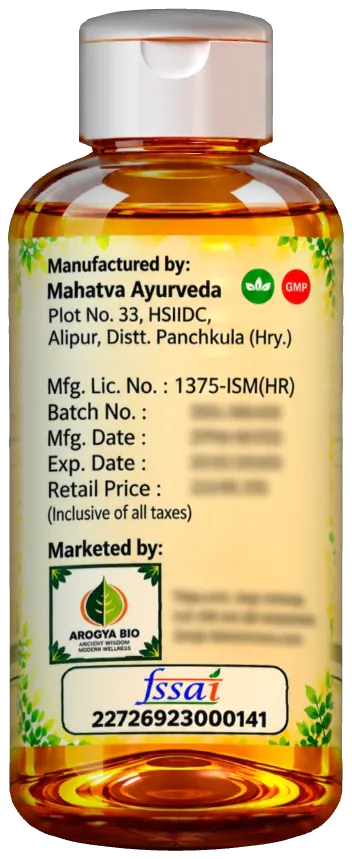 Manufactured by:
Mahatva Ayurveda
GMP
Plot No. 33, HSIIDC,
Alipur, Distt. Panchkula (Hry.)
Mfg. Lic. No. : 1375-ISM(HR)
Batch No. :
Mfg. Date :
Exp. Date :
Retail Price :
(Inclusive of all taxes)
Marketed by:
AROGYA BIO
ANCIENT WISDOM
MODERN WELLNESS
fssai
22726923000141